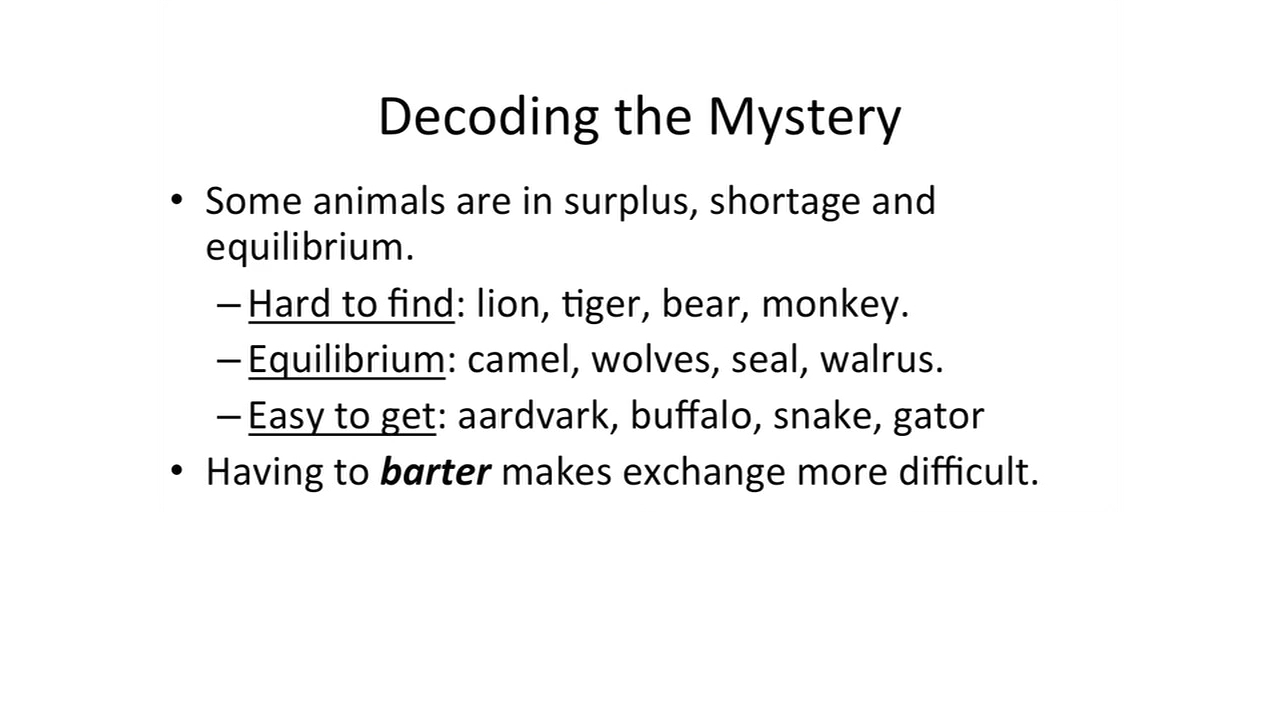 Decoding the Mystery
• Some animals are in surplus, shortage and
equilibrium.
– Hard to find: lion, tiger, bear, monkey.
– Equilibrium: camel, wolves, seal, walrus.
– Easy to get: aardvark, buffalo, snake, gator
• Having to barter makes exchange more difficult.